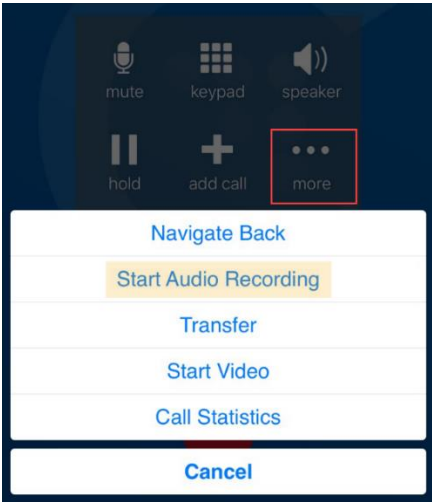 mute keypad speaker
hold add call more
Navigate Back
Start Audio Recording
Transfer
Start Video
Call Statistics
Cancel